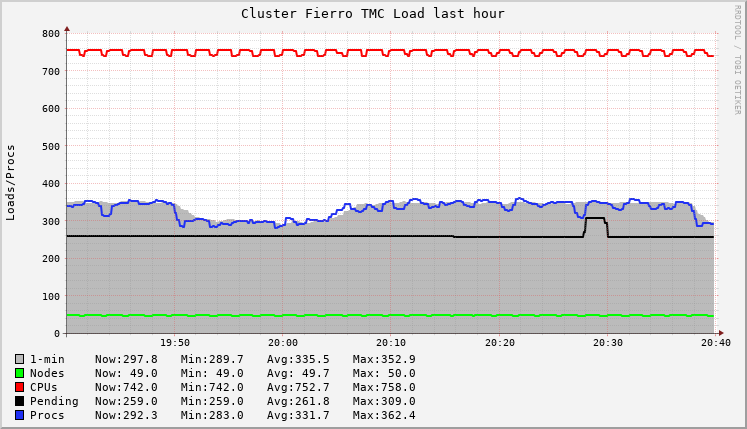 Cluster Fierro TMC Load last hour
RRDTOOL / TOBI OETIKER
Loads/Procs
800
700
600
500
400
300
200
100
0
19:50 20:00 20:10 20:20 20:30 20:40
1-min Now:297.8 Min:289.7 Avg:335.5 Max:352.9
Nodes Now: 49.0 Min: 49.0 Avg: 49.7 Max: 50.0
CPUs Now:742.0 Min:742.0 Avg:752.7 Max:758.0
Pending Now:259.0 Min:259.0 Avg:261.8 Max:309.0
Procs Now:292.3 Min:283.0 Avg:331.7 Max:362.4